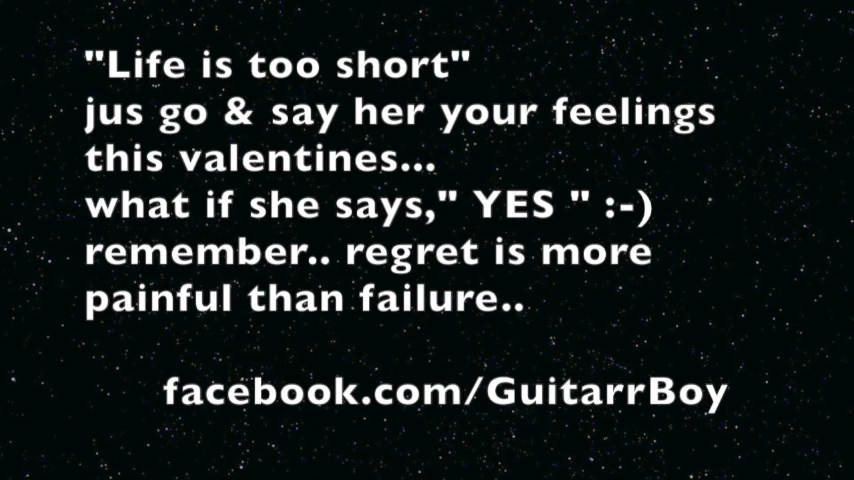 "Life is too short"
jus go & say her your feelings
this valentines...
what if she says," YES " :-)
remember.. regret is more
painful than failure..
facebook.com/GuitarrBoy